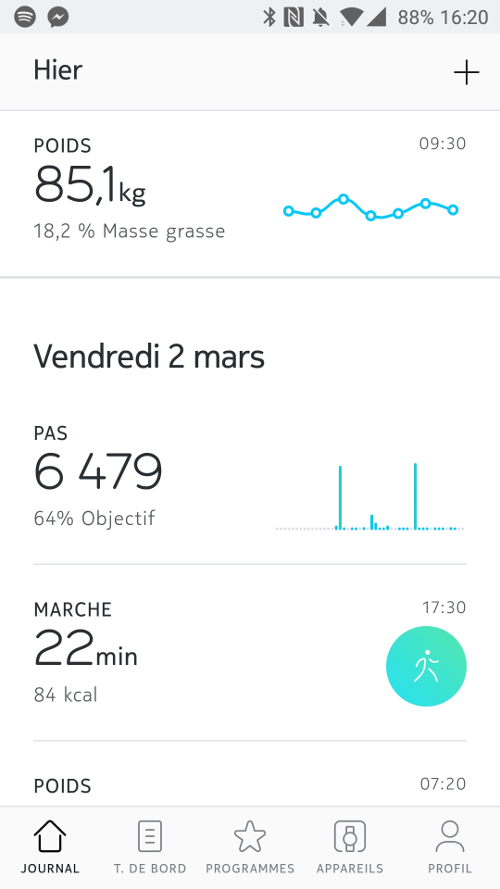 88% 16:20
Hier
POIDS 09:30
85,1kg
18,2 % Masse grasse
Vendredi 2 mars
PAS
6 479
64% Objectif
MARCHE 17:30
22min
84 kcal
POIDS 07:20
JOURNAL T. DE BORD PROGRAMMES APPAREILS PROFIL